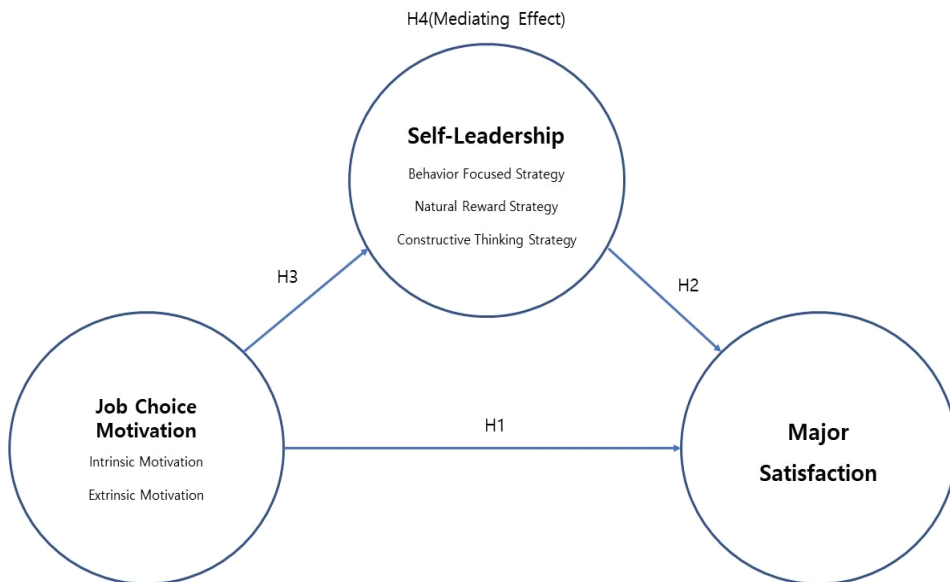 H4(Mediating Effect)
Self-Leadership
Behavior Focused Strategy
Natural Reward Strategy
Constructive Thinking Strategy
H3
H2
Job Choice
Motivation
Intrinsic Motivation
Extrinsic Motivation
H1
Major
Satisfaction